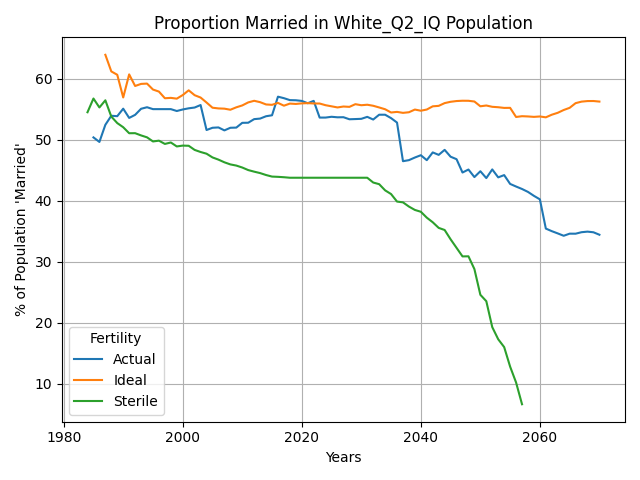 Proportion Married in White_Q2_IQ Population
% of Population 'Married'
60
50
40
30
20
10
Fertility
Actual
Ideal
Sterile
1980
2000
2020
2040
2060
Years